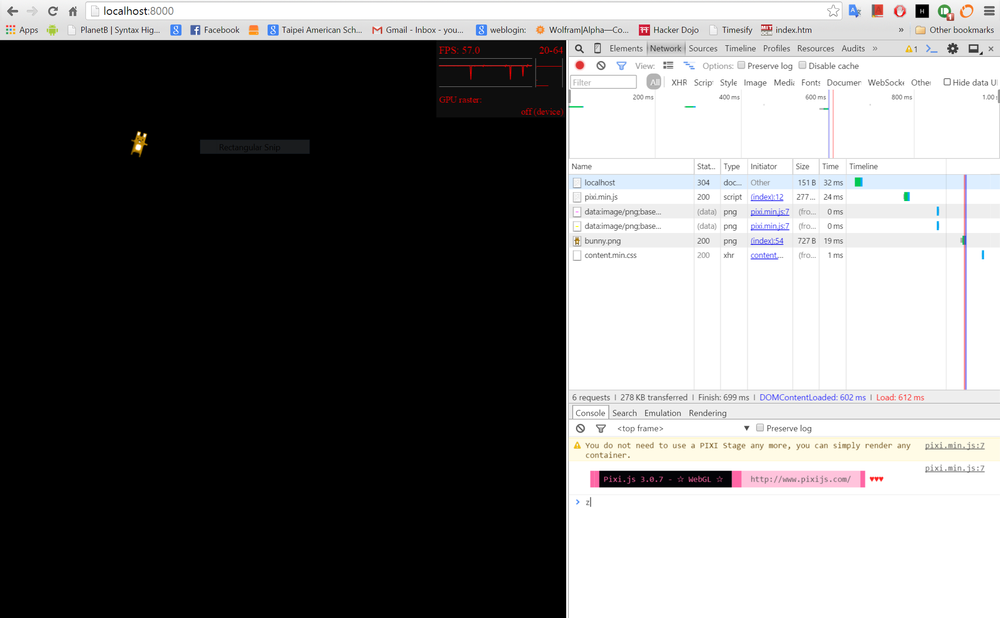 localhost:8000
Apps PlanetB | Syntax Hig... Facebook Taipei American Sch... Gmail - Inbox - you... weblogin: Wolfram|Alpha—Co... Hacker Dojo Timesify index.htm » Other bookmarks
FPS: 57.0 20-64
GPU raster:
off (device)
Rectangular Snip
Elements Network Sources Timeline Profiles Resources Audits » 1
View: Options: Preserve log Disable cache
Filter All XHR Script Style Image Media Fonts Documen WebSocke Other Hide data U
200 ms 400 ms 600 ms 800 ms 1.00 s
Name Stat... Type Initiator Size Time Timeline
localhost 304 doc... Other 151 B 32 ms
pixi.min.js 200 script (index):12 277... 24 ms
data:image/png;base... (data) png pixi.min.js:7 (fro... 0 ms
data:image/png;base... (data) png pixi.min.js:7 (fro... 0 ms
bunny.png 200 png (index):54 727 B 19 ms
content.min.css 200 xhr content.... (fro... 1 ms
6 requests | 278 KB transferred | Finish: 699 ms | DOMContentLoaded: 602 ms | Load: 612 ms
Console Search Emulation Rendering
<top frame> ▼ Preserve log
You do not need to use a PIXI Stage any more, you can simply render any pixi.min.js:7
container.
pixi.min.js:7
Pixi.js 3.0.7 - ☆ WebGL ☆ http://www.pixijs.com/ ♥♥♥
> z